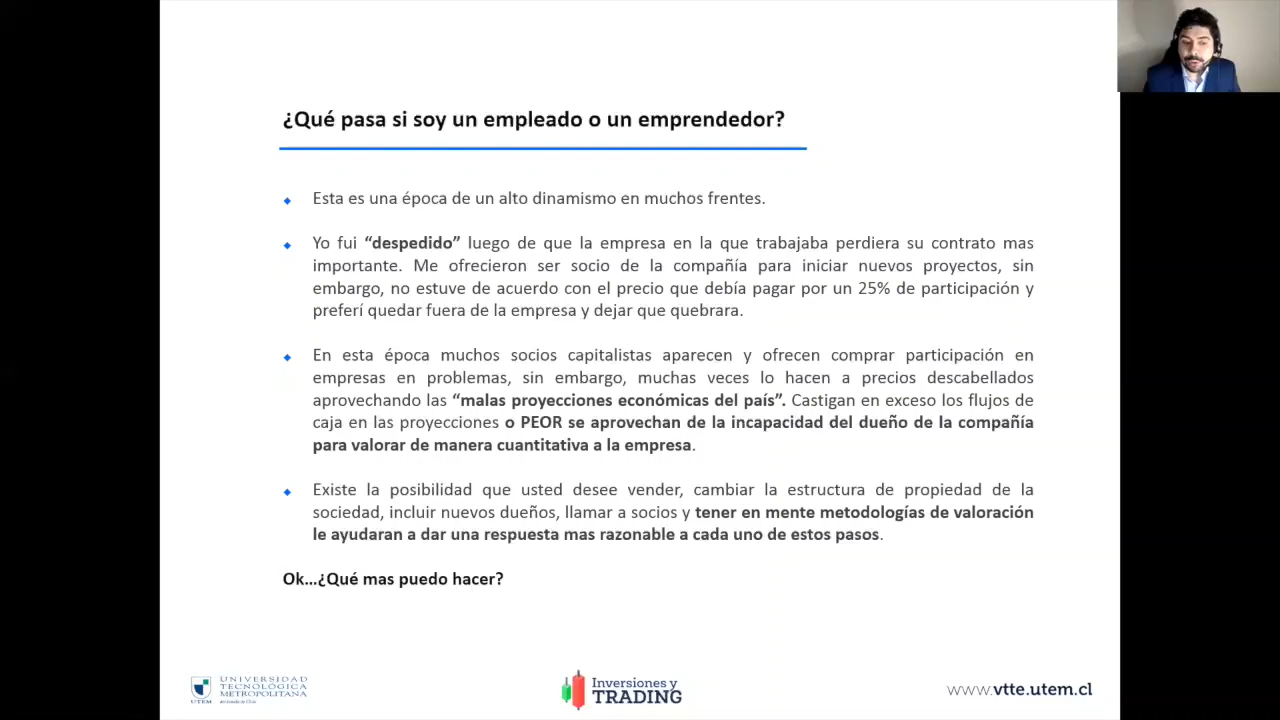 ¿Qué pasa si soy un empleado o un emprendedor?
Esta es una época de un alto dinamismo en muchos frentes.
Yo fui “despedido” luego de que la empresa en la que trabajaba perdiera su contrato mas
importante. Me ofrecieron ser socio de la compañía para iniciar nuevos proyectos, sin
embargo, no estuve de acuerdo con el precio que debía pagar por un 25% de participación y
preferí quedar fuera de la empresa y dejar que quebrara.
En esta época muchos socios capitalistas aparecen y ofrecen comprar participación en
empresas en problemas, sin embargo, muchas veces lo hacen a precios descabellados
aprovechando las “malas proyecciones económicas del país”. Castigan en exceso los flujos de
caja en las proyecciones o PEOR se aprovechan de la incapacidad del dueño de la compañía
para valorar de manera cuantitativa a la empresa.
Existe la posibilidad que usted desee vender, cambiar la estructura de propiedad de la
sociedad, incluir nuevos dueños, llamar a socios y tener en mente metodologías de valoración
le ayudaran a dar una respuesta mas razonable a cada uno de estos pasos.
Ok...¿Qué mas puedo hacer?
UNIVERSIDAD
TECNOLÓGICA
METROPOLITANA
del Estado de Chile
UTEM
Inversiones y
TRADING
www.vtte.utem.cl